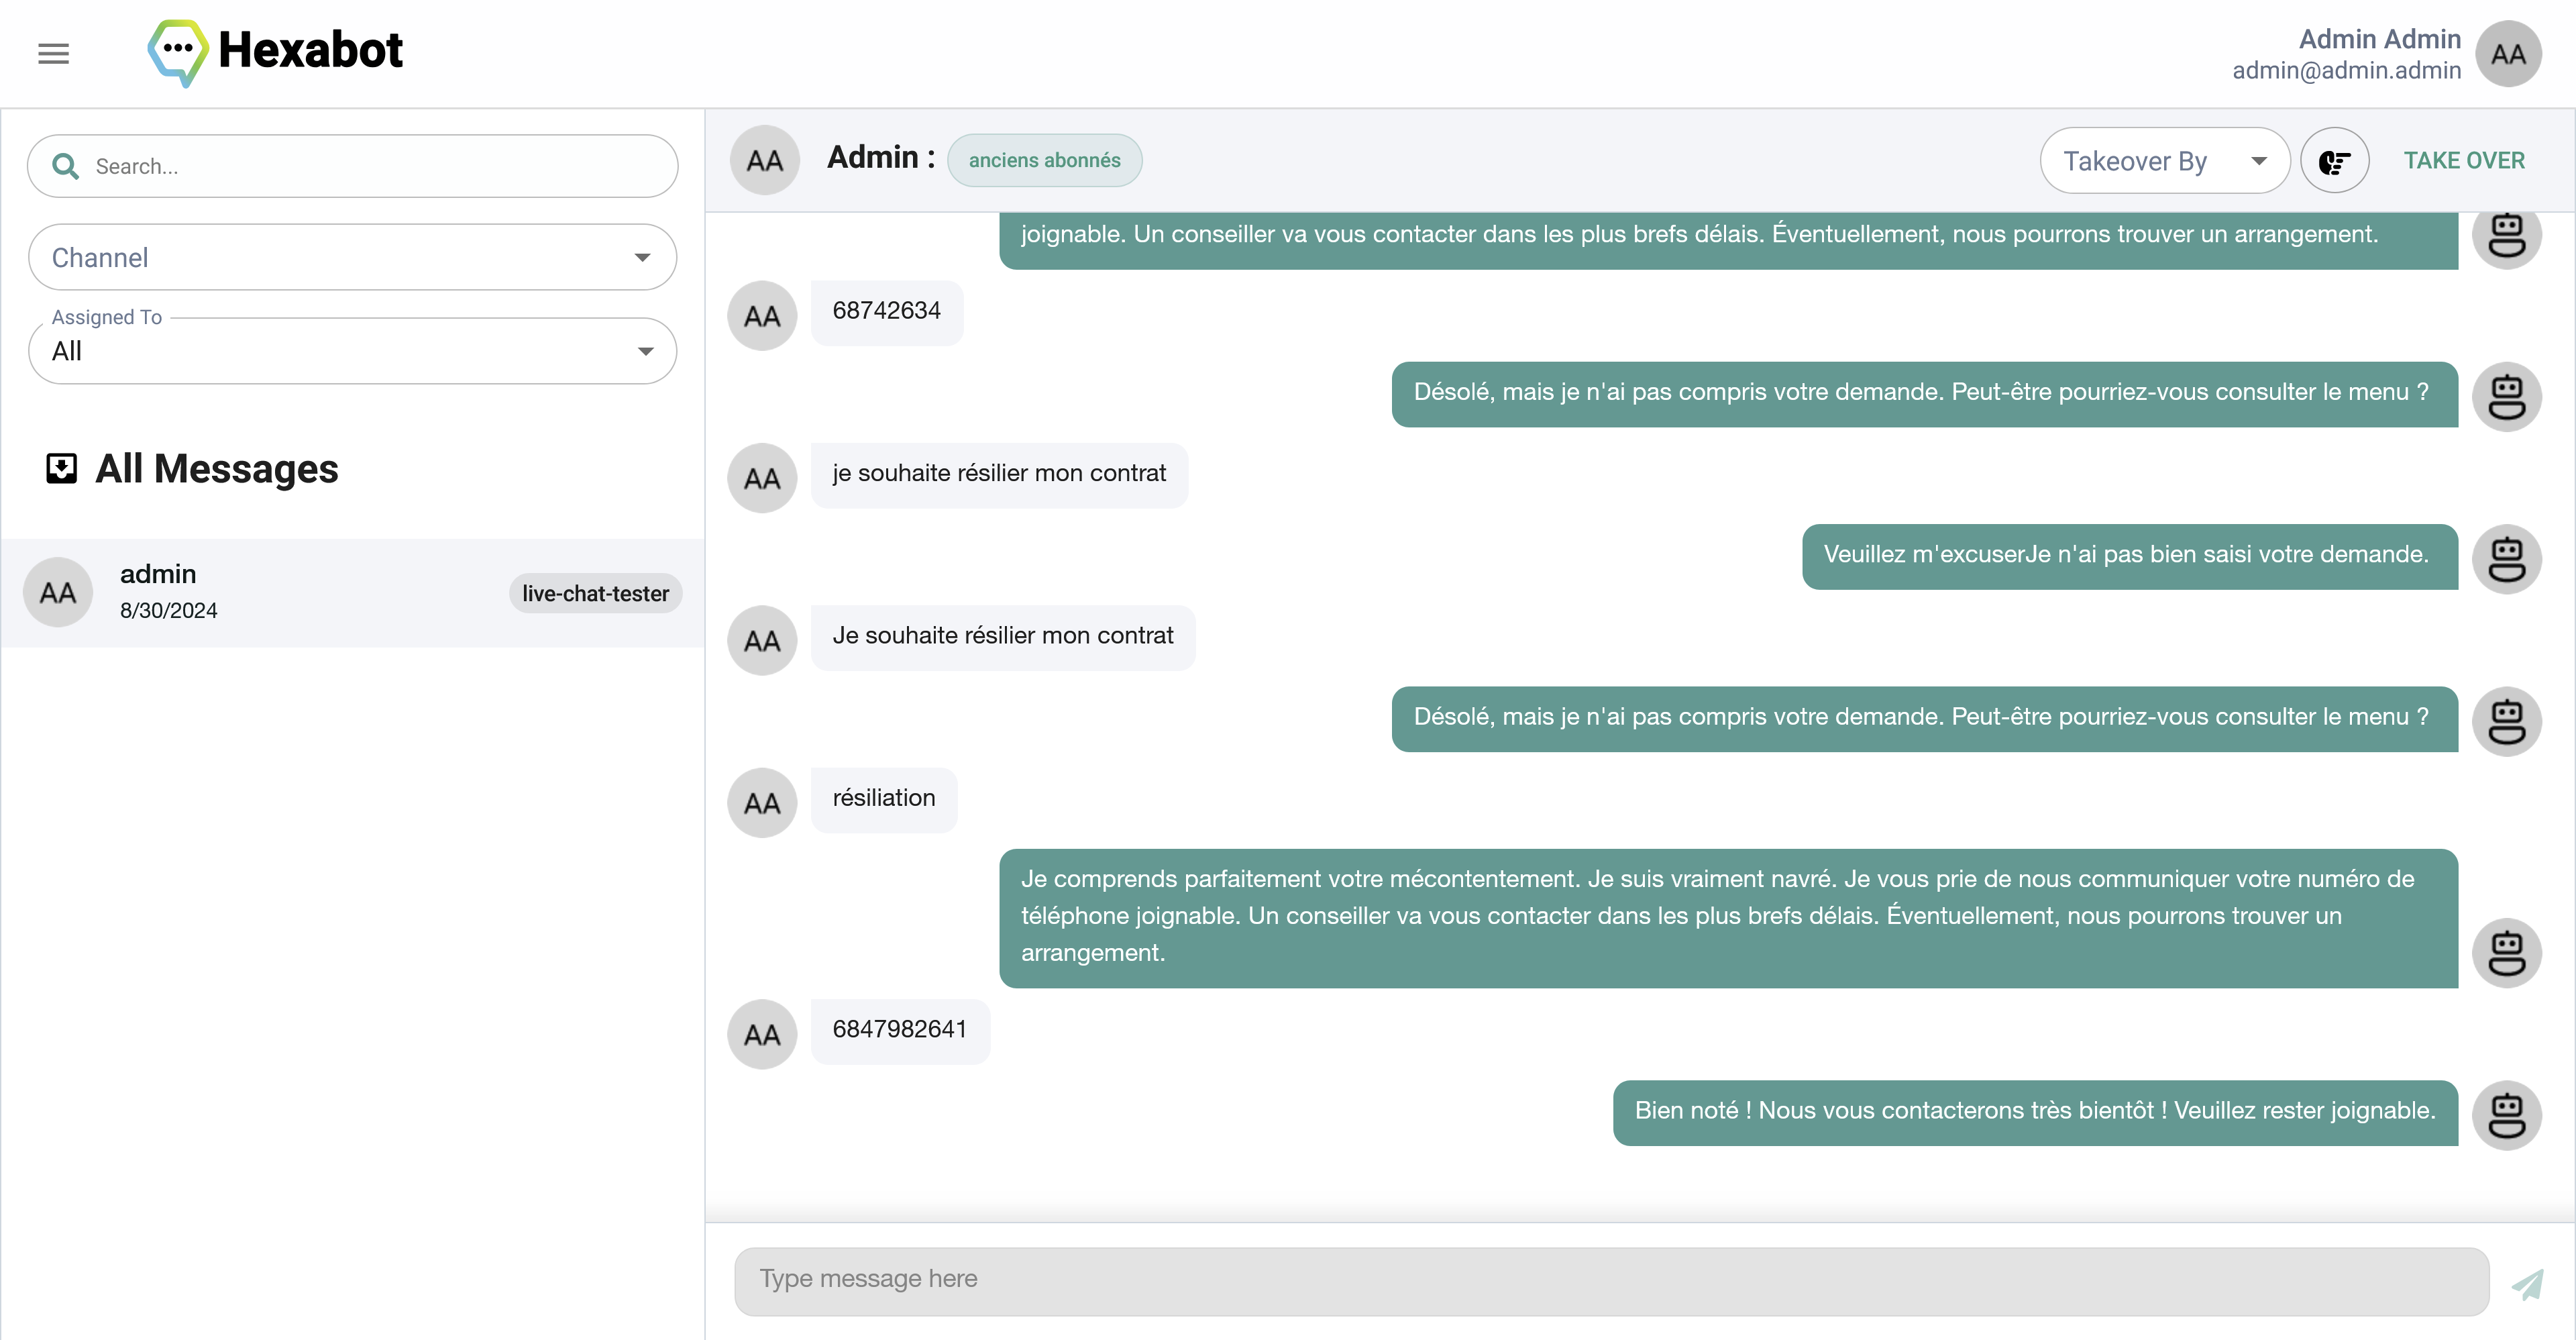 Hexabot
Admin Admin
admin@admin.admin
AA
Search...
Channel
Assigned To
All
All Messages
AA
admin
8/30/2024
live-chat-tester
AA
Admin :
anciens abonnés
Takeover By
TAKE OVER
joignable. Un conseiller va vous contacter dans les plus brefs délais. Éventuellement, nous pourrons trouver un arrangement.
AA
68742634
Désolé, mais je n'ai pas compris votre demande. Peut-être pourriez-vous consulter le menu ?
AA
je souhaite résilier mon contrat
Veuillez m'excuserJe n'ai pas bien saisi votre demande.
AA
Je souhaite résilier mon contrat
Désolé, mais je n'ai pas compris votre demande. Peut-être pourriez-vous consulter le menu ?
AA
résiliation
Je comprends parfaitement votre mécontentement. Je suis vraiment navré. Je vous prie de nous communiquer votre numéro de
téléphone joignable. Un conseiller va vous contacter dans les plus brefs délais. Éventuellement, nous pourrons trouver un
arrangement.
AA
6847982641
Bien noté ! Nous vous contacterons très bientôt ! Veuillez rester joignable.
Type message here